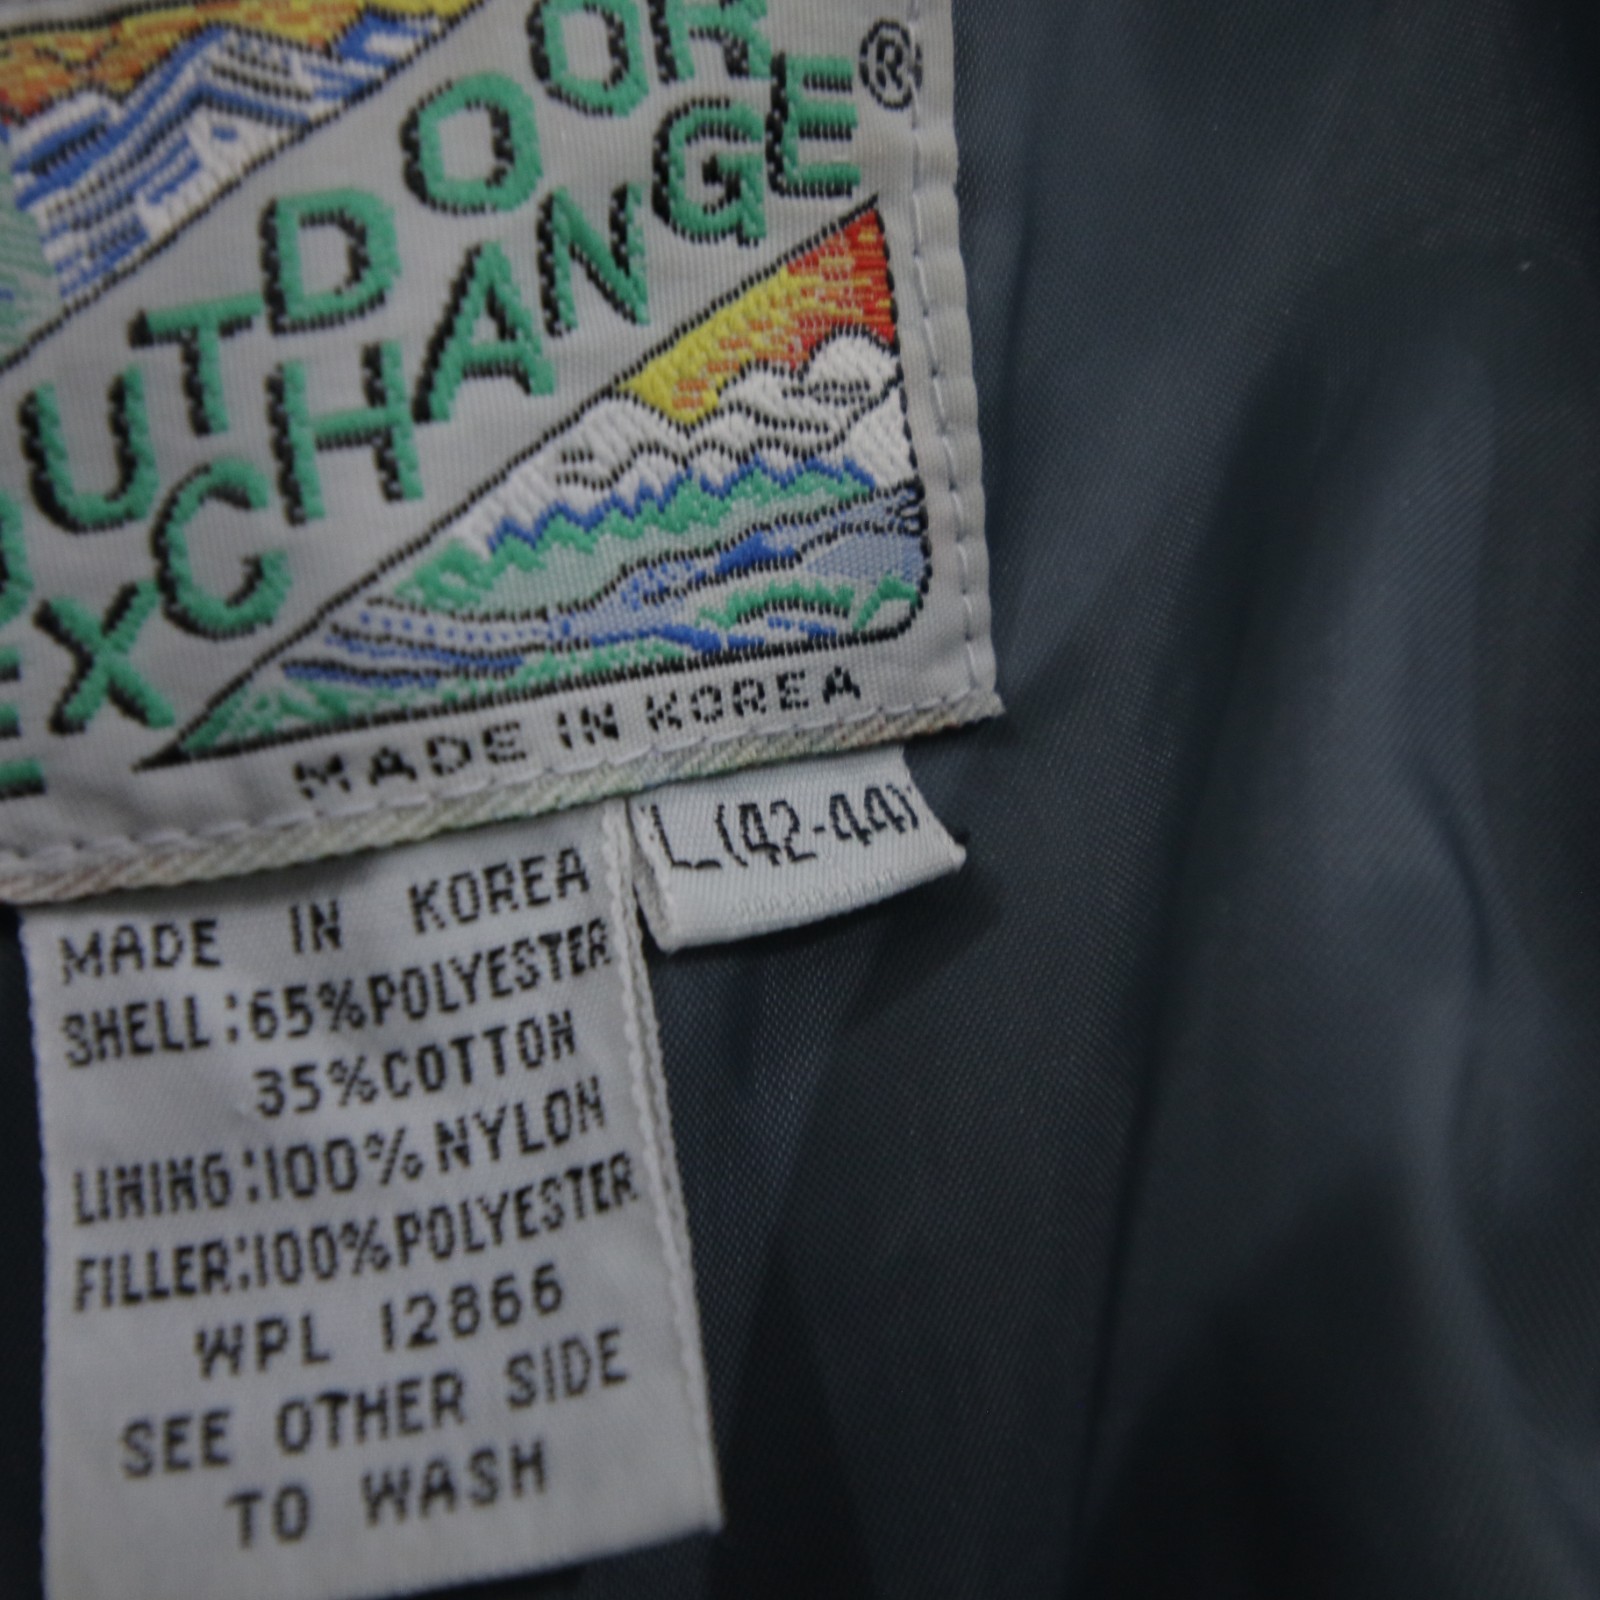 OUTDOOR
EXCHANGE ®
MADE IN KOREA
L (42-44)
MADE IN KOREA
SHELL:65%POLYESTER
35%COTTON
LINING:100%NYLON
FILLER:100%POLYESTER
WPL 12866
SEE OTHER SIDE
TO WASH